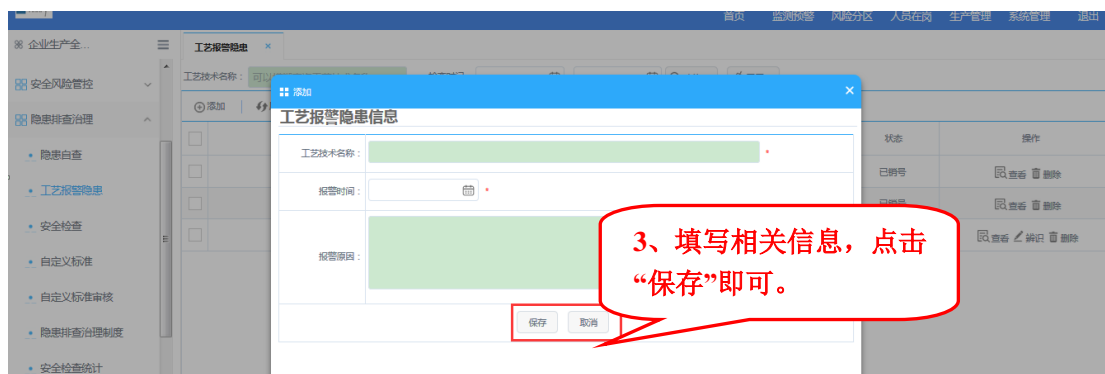 首页 监测预警 风险分区 人员在岗 生产管理 系统管理 退出
企业生产全...
工艺报警隐患 ×
安全风险管控
工艺技术名称：
添加
隐患排查治理
添加 ×
工艺报警隐患信息
状态 操作
工艺技术名称： *
隐患自查
已销号 查看 删除
报警时间： *
工艺报警隐患
已销号 查看 删除
安全检查
查看 辨识 删除
报警原因：
自定义标准
3、填写相关信息，点击
“保存”即可。
自定义标准审核
保存 取消
隐患排查治理制度
安全检查统计